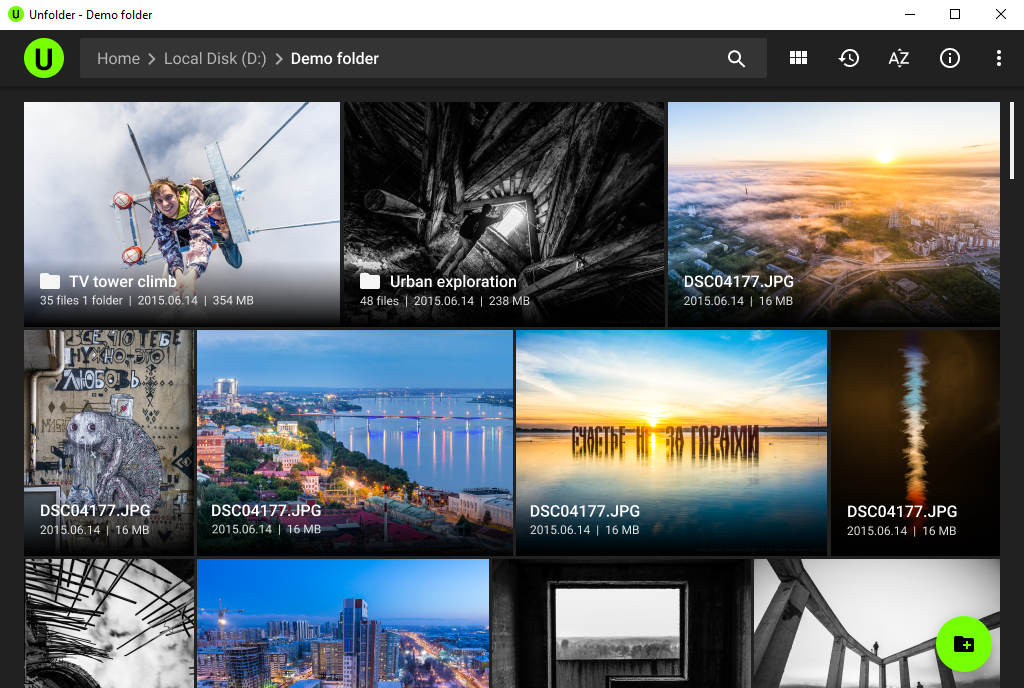 Unfolder - Demo folder
U
Home > Local Disk (D:) > Demo folder
AZ
TV tower climb
35 files 1 folder | 2015.06.14 | 354 MB
Urban exploration
48 files | 2015.06.14 | 238 MB
DSC04177.JPG
2015.06.14 | 16 MB
ВСЁ ЧТО ТЕБЕ
НУЖНО-ЭТО
ЛЮБОВЬ
DSC04177.JPG
2015.06.14 | 16 MB
DSC04177.JPG
2015.06.14 | 16 MB
СЧАСТЬЕ НЕ ЗА ГОРАМИ
DSC04177.JPG
2015.06.14 | 16 MB
DSC04177.JPG
2015.06.14 | 16 MB